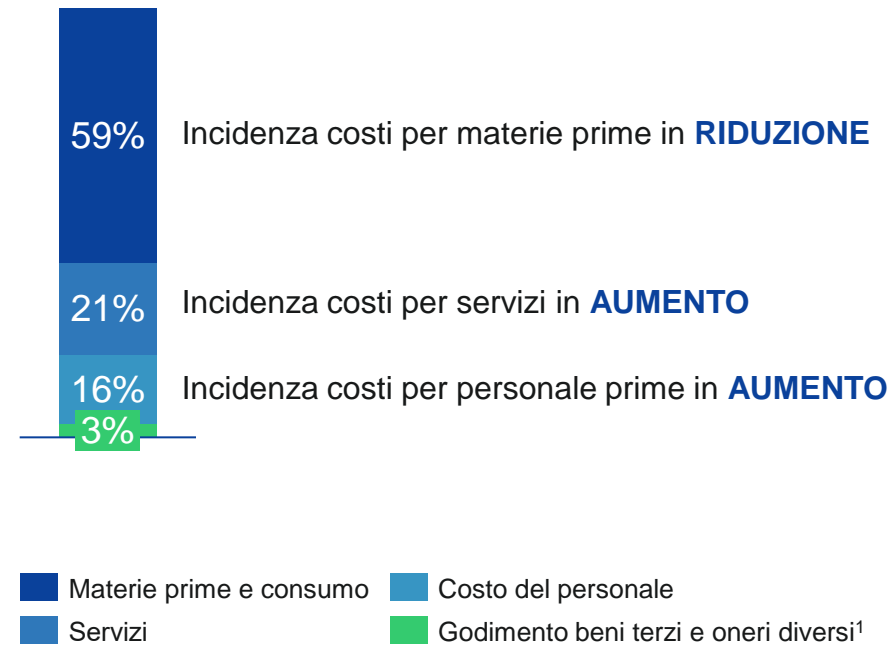 59% Incidenza costi per materie prime in RIDUZIONE
21% Incidenza costi per servizi in AUMENTO
16% Incidenza costi per personale prime in AUMENTO
3%
Materie prime e consumo Costo del personale
Servizi Godimento beni terzi e oneri diversi¹